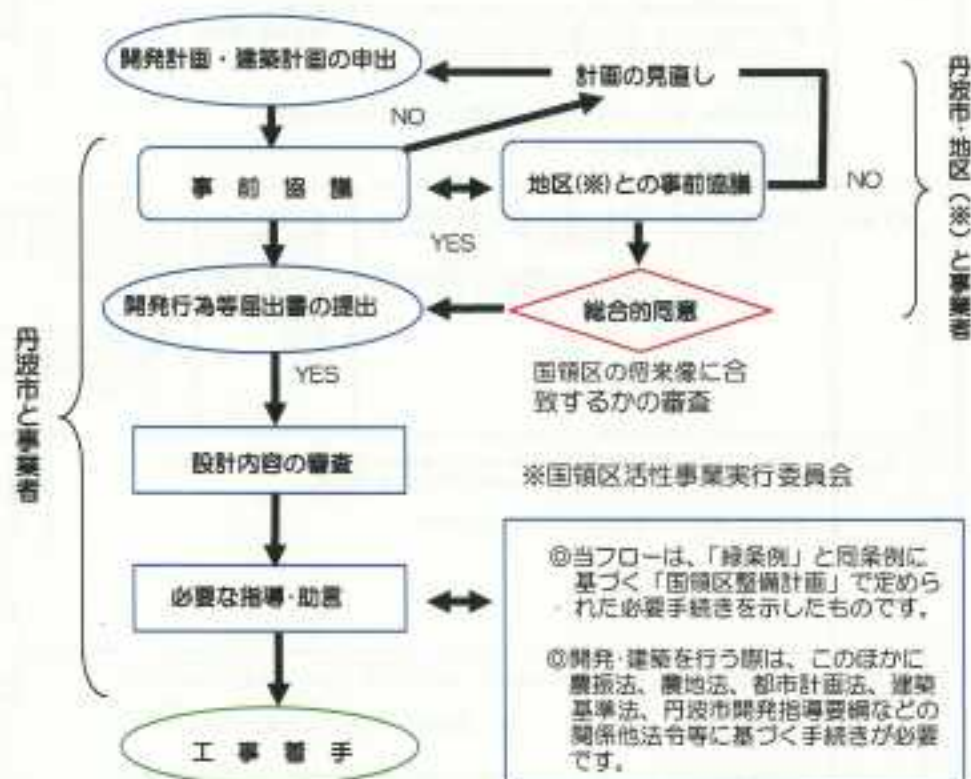 開発計画・建築計画の申出
計画の見直し
NO
事前協議
地区(※)との事前協議
NO
YES
開発行為等届出書の提出
総合的同意
YES
国領区の将来像に合
致するかの審査
設計内容の審査
※国領区活性事業実行委員会
必要な指導・助言
◎当フローは、「緑条例」と同条例に
基づく「国領区整備計画」で定めら
れた必要手続きを示したものです。
◎開発・建築を行う際は、このほかに
農振法、農地法、都市計画法、建築
基準法、丹波市開発指導要綱などの
関係他法令等に基づく手続きが必要
です。
工事着手
丹波市と事業者
丹波市・地区(※)と事業者